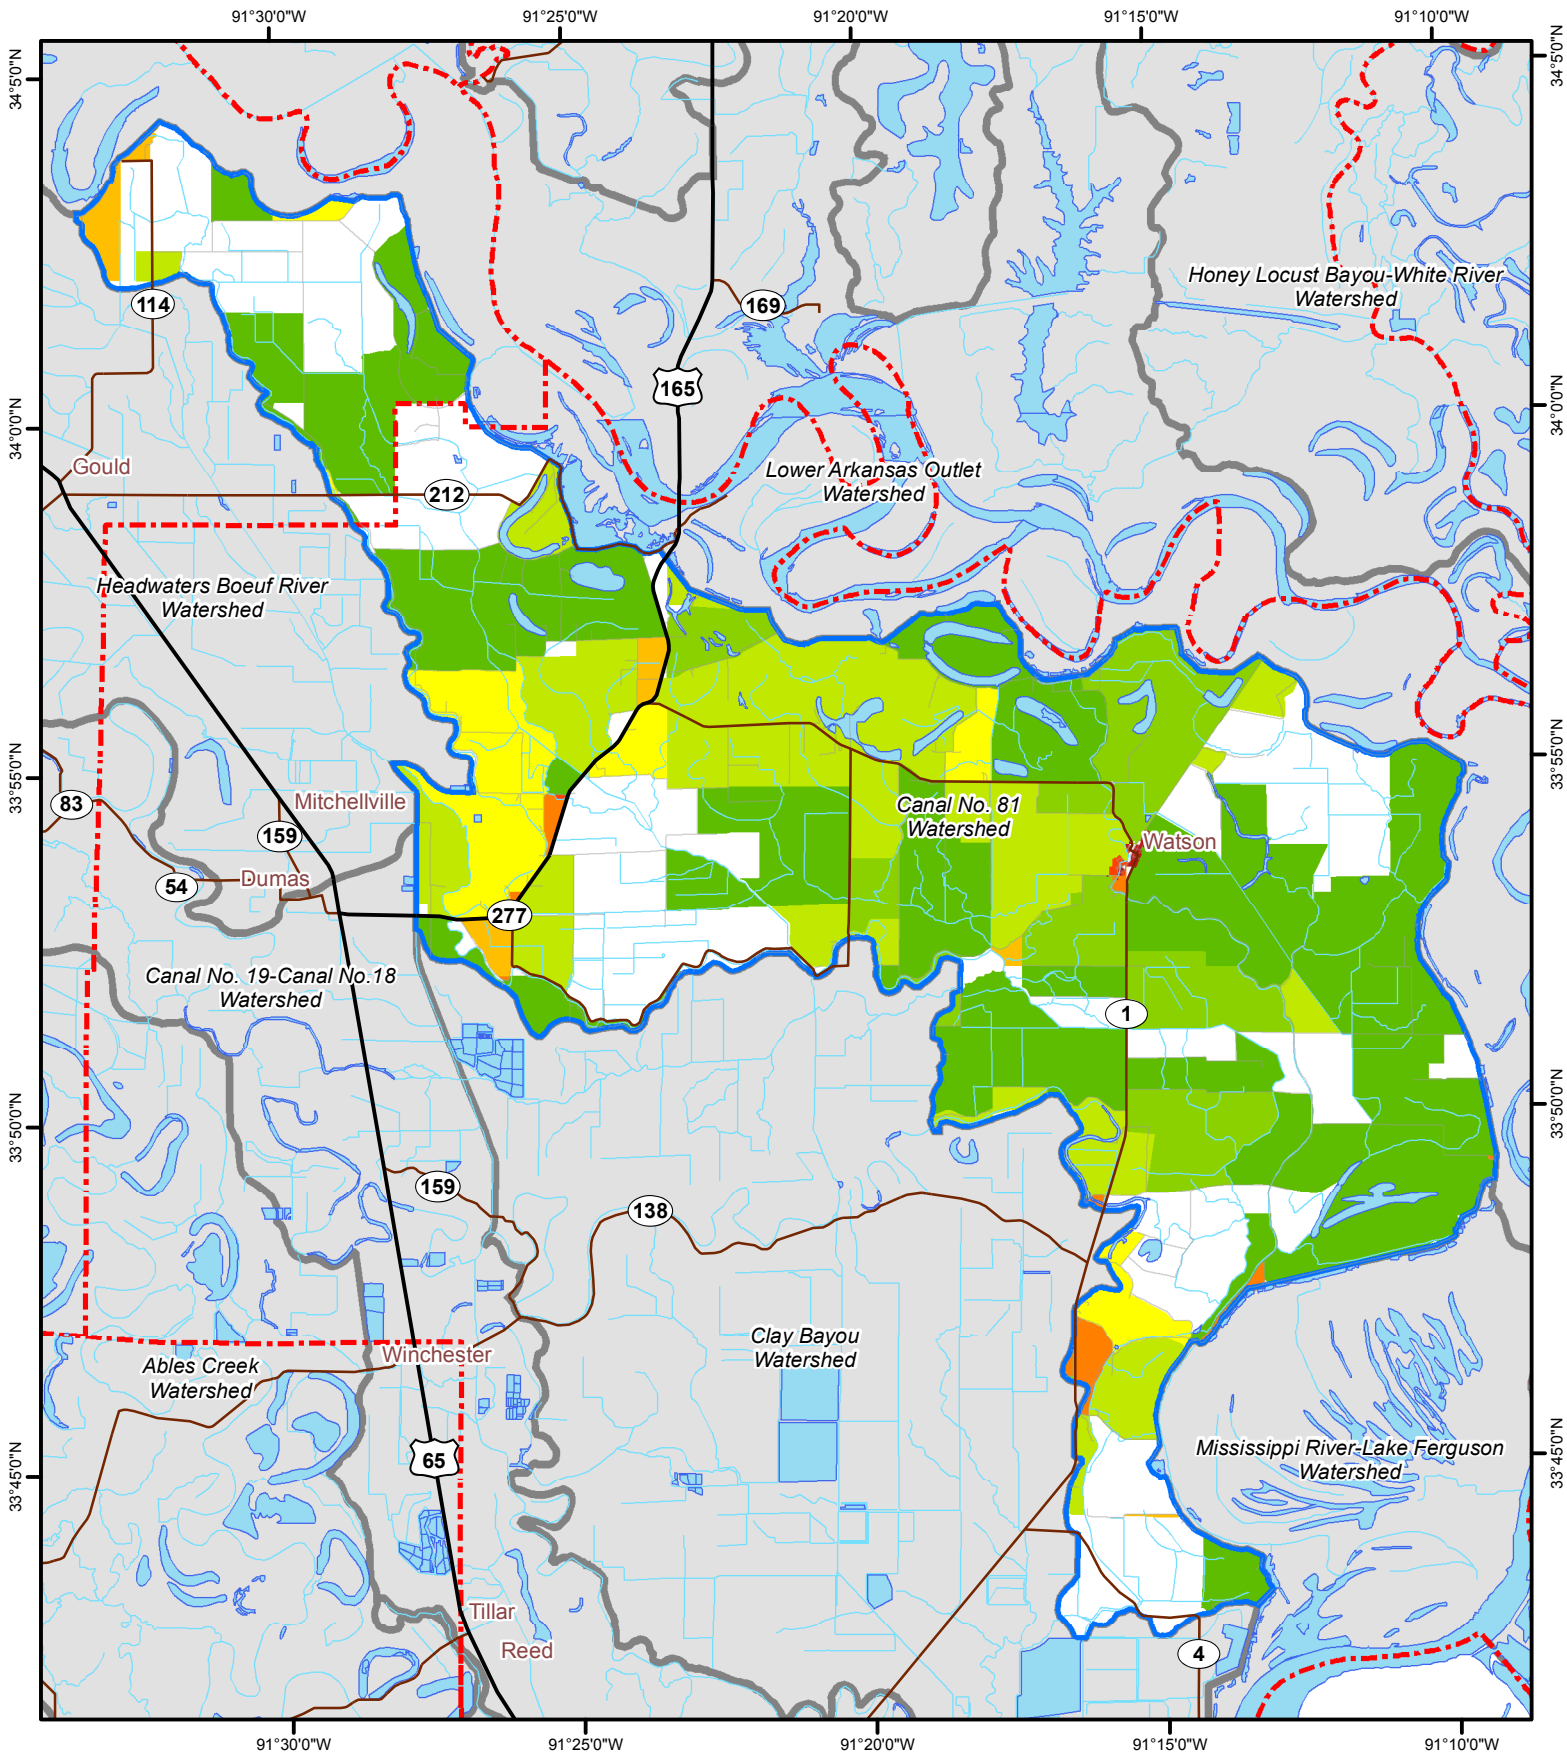 91°30'0"W
91°25'0"W
91°20'0"W
91°15'0"W
91°10'0"W
34°5'0"N
34°5'0"N
Honey Locust Bayou-White River
Watershed
114
169
165
34°0'0"N
34°0'0"N
Gould
Lower Arkansas Outlet
Watershed
212
Headwaters Boeuf River
Watershed
33°55'0"N
33°55'0"N
83
Mitchellville
Canal No. 81
Watershed
159
Watson
54
Dumas
277
Canal No. 19-Canal No.18
Watershed
1
33°50'0"N
33°50'0"N
159
138
Clay Bayou
Watershed
Winchester
Ables Creek
Watershed
65
Mississippi River-Lake Ferguson
Watershed
33°45'0"N
33°45'0"N
Tillar
Reed
4
91°30'0"W
91°25'0"W
91°20'0"W
91°15'0"W
91°10'0"W